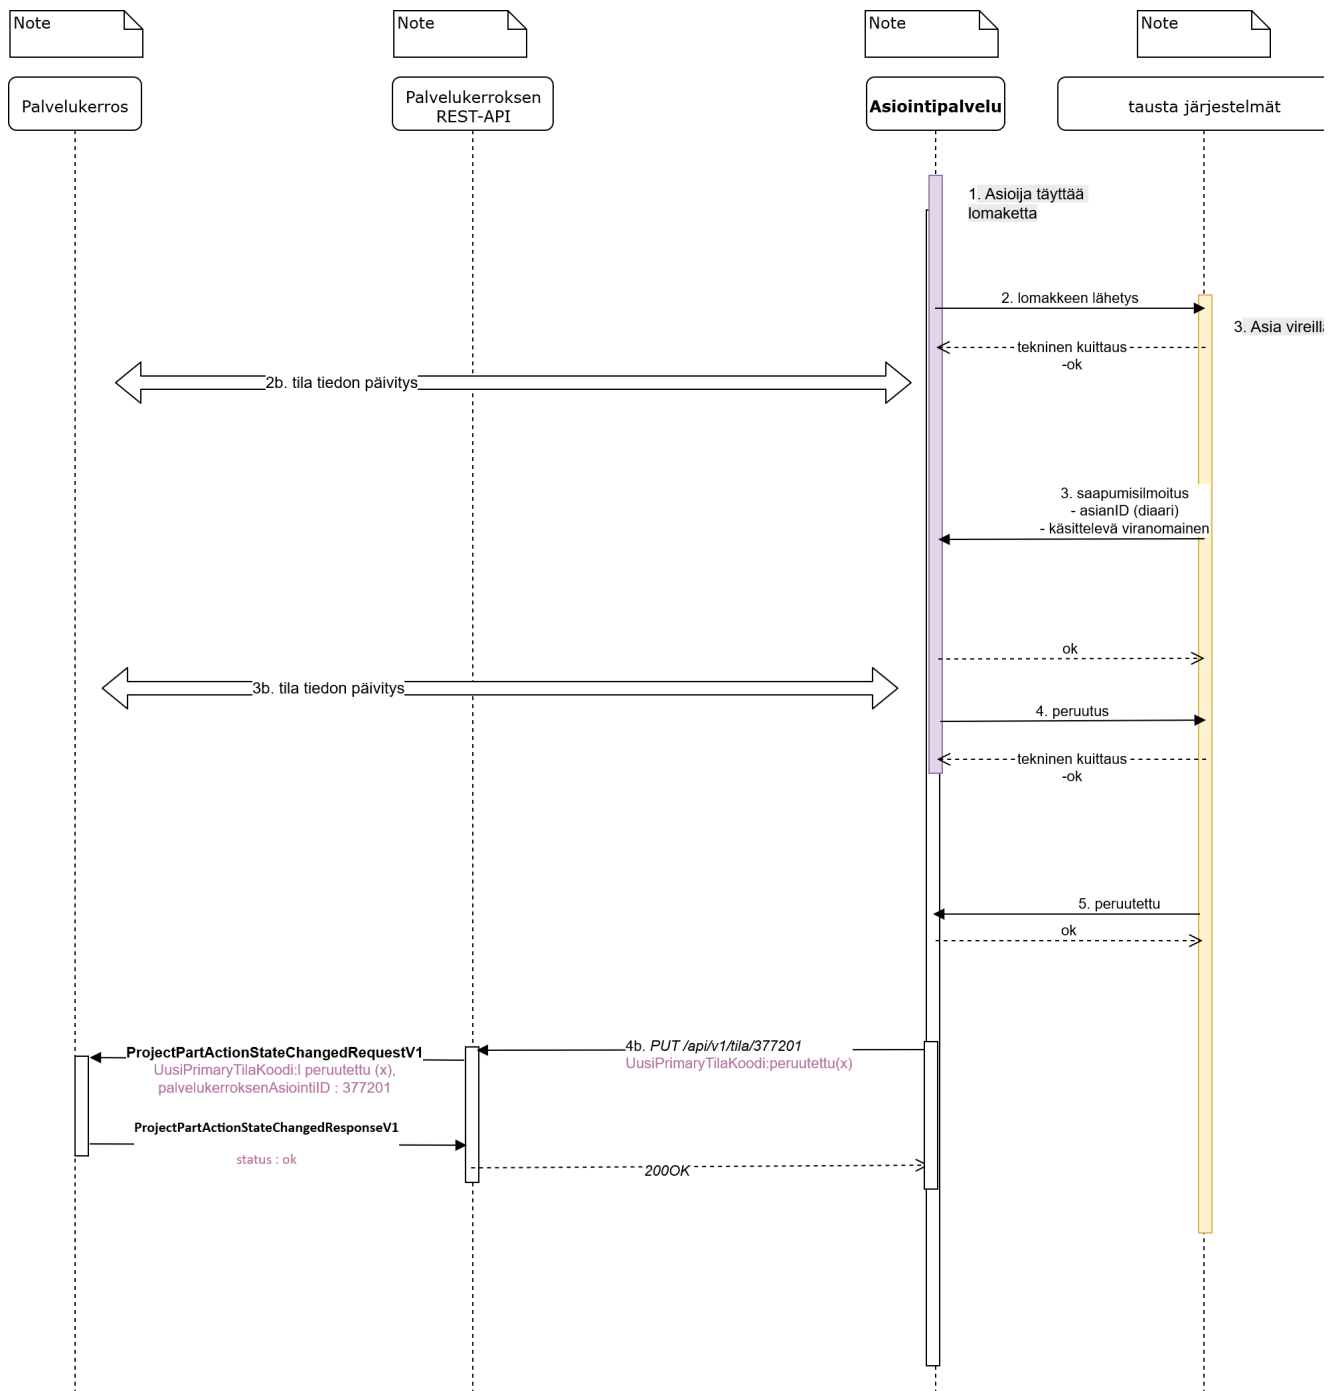 Note
Note
Note
Note
Palvelukerros
Palvelukerroksen
REST-API
Asiointipalvelu
tausta järjestelmät
1. Asioija täyttää
lomaketta
2. lomakkeen lähetys
3. Asia vireillä
tekninen kuittaus
-ok
2b. tila tiedon päivitys
3. saapumisilmoitus
- asianID (diaari)
- käsittelevä viranomainen
ok
3b. tila tiedon päivitys
4. peruutus
tekninen kuittaus
-ok
5. peruutettu
ok
4b. PUT /api/v1/tila/377201
UusiPrimaryTilaKoodi:peruutettu(x)
ProjectPartActionStateChangedRequestV1
UusiPrimaryTilaKoodi:l peruutettu (x),
palvelukerroksenAsiointiID : 377201
ProjectPartActionStateChangedResponseV1
status : ok
200OK